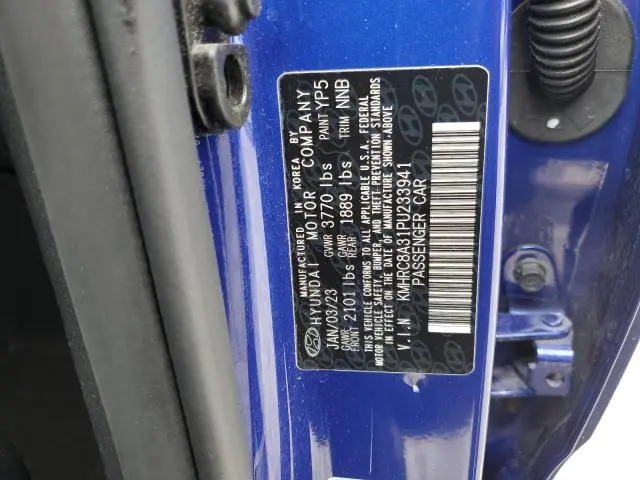 MANUFACTURED IN KOREA BY
HYUNDAI MOTOR COMPANY
JAN/03/23 GVWR 3770 lbs PAINT YP5
GAWR FRONT 2101 lbs GAWR REAR 1889 lbs TRIM NNB
THIS VEHICLE CONFORMS TO ALL APPLICABLE U.S.A. FEDERAL
MOTOR VEHICLE SAFETY, BUMPER, AND THEFT PREVENTION STANDARDS
IN EFFECT ON THE DATE OF MANUFACTURE SHOWN ABOVE
V.I.N KMHRC8A31PU233941
PASSENGER CAR